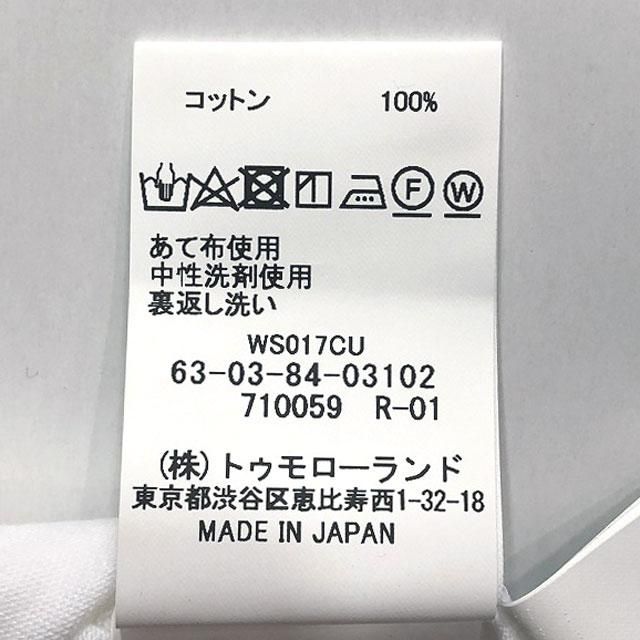 コットン 100%
F W
あて布使用
中性洗剤使用
裏返し洗い
WS017CU
63-03-84-03102
710059 R-01
(株)トゥモローランド
東京都渋谷区恵比寿西1-32-18
MADE IN JAPAN